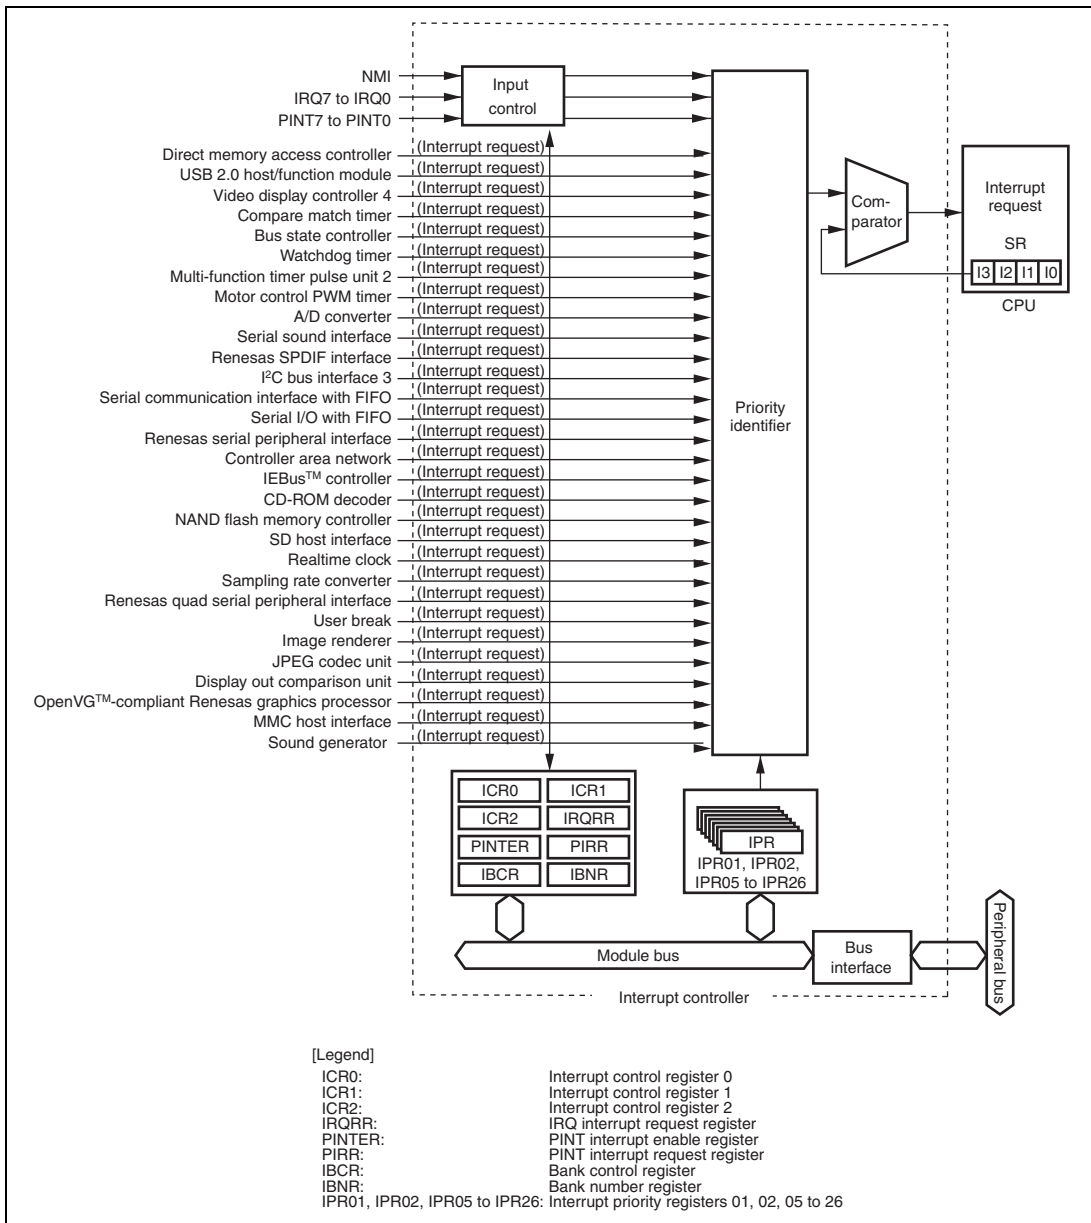 NMI
IRQ7 to IRQ0
PINT7 to PINT0
Input
control
Direct memory access controller (Interrupt request)
USB 2.0 host/function module (Interrupt request)
Video display controller 4 (Interrupt request)
Compare match timer (Interrupt request)
Bus state controller (Interrupt request)
Watchdog timer (Interrupt request)
Multi-function timer pulse unit 2 (Interrupt request)
Motor control PWM timer (Interrupt request)
A/D converter (Interrupt request)
Serial sound interface (Interrupt request)
Renesas SPDIF interface (Interrupt request)
I²C bus interface 3 (Interrupt request)
Serial communication interface with FIFO (Interrupt request)
Serial I/O with FIFO (Interrupt request)
Renesas serial peripheral interface (Interrupt request)
Controller area network (Interrupt request)
IEBus™ controller (Interrupt request)
CD-ROM decoder (Interrupt request)
NAND flash memory controller (Interrupt request)
SD host interface (Interrupt request)
Realtime clock (Interrupt request)
Sampling rate converter (Interrupt request)
Renesas quad serial peripheral interface (Interrupt request)
User break (Interrupt request)
Image renderer (Interrupt request)
JPEG codec unit (Interrupt request)
Display out comparison unit (Interrupt request)
OpenVG™-compliant Renesas graphics processor (Interrupt request)
MMC host interface (Interrupt request)
Sound generator (Interrupt request)
Priority
identifier
Com-
parator
Interrupt
request
SR
I3 I2 I1 I0
CPU
ICR0 ICR1
ICR2 IRQRR
PINTER PIRR
IBCR IBNR
IPR
IPR01, IPR02,
IPR05 to IPR26
Module bus
Bus
interface
Peripheral bus
Interrupt controller
[Legend]
ICR0: Interrupt control register 0
ICR1: Interrupt control register 1
ICR2: Interrupt control register 2
IRQRR: IRQ interrupt request register
PINTER: PINT interrupt enable register
PIRR: PINT interrupt request register
IBCR: Bank control register
IBNR: Bank number register
IPR01, IPR02, IPR05 to IPR26: Interrupt priority registers 01, 02, 05 to 26